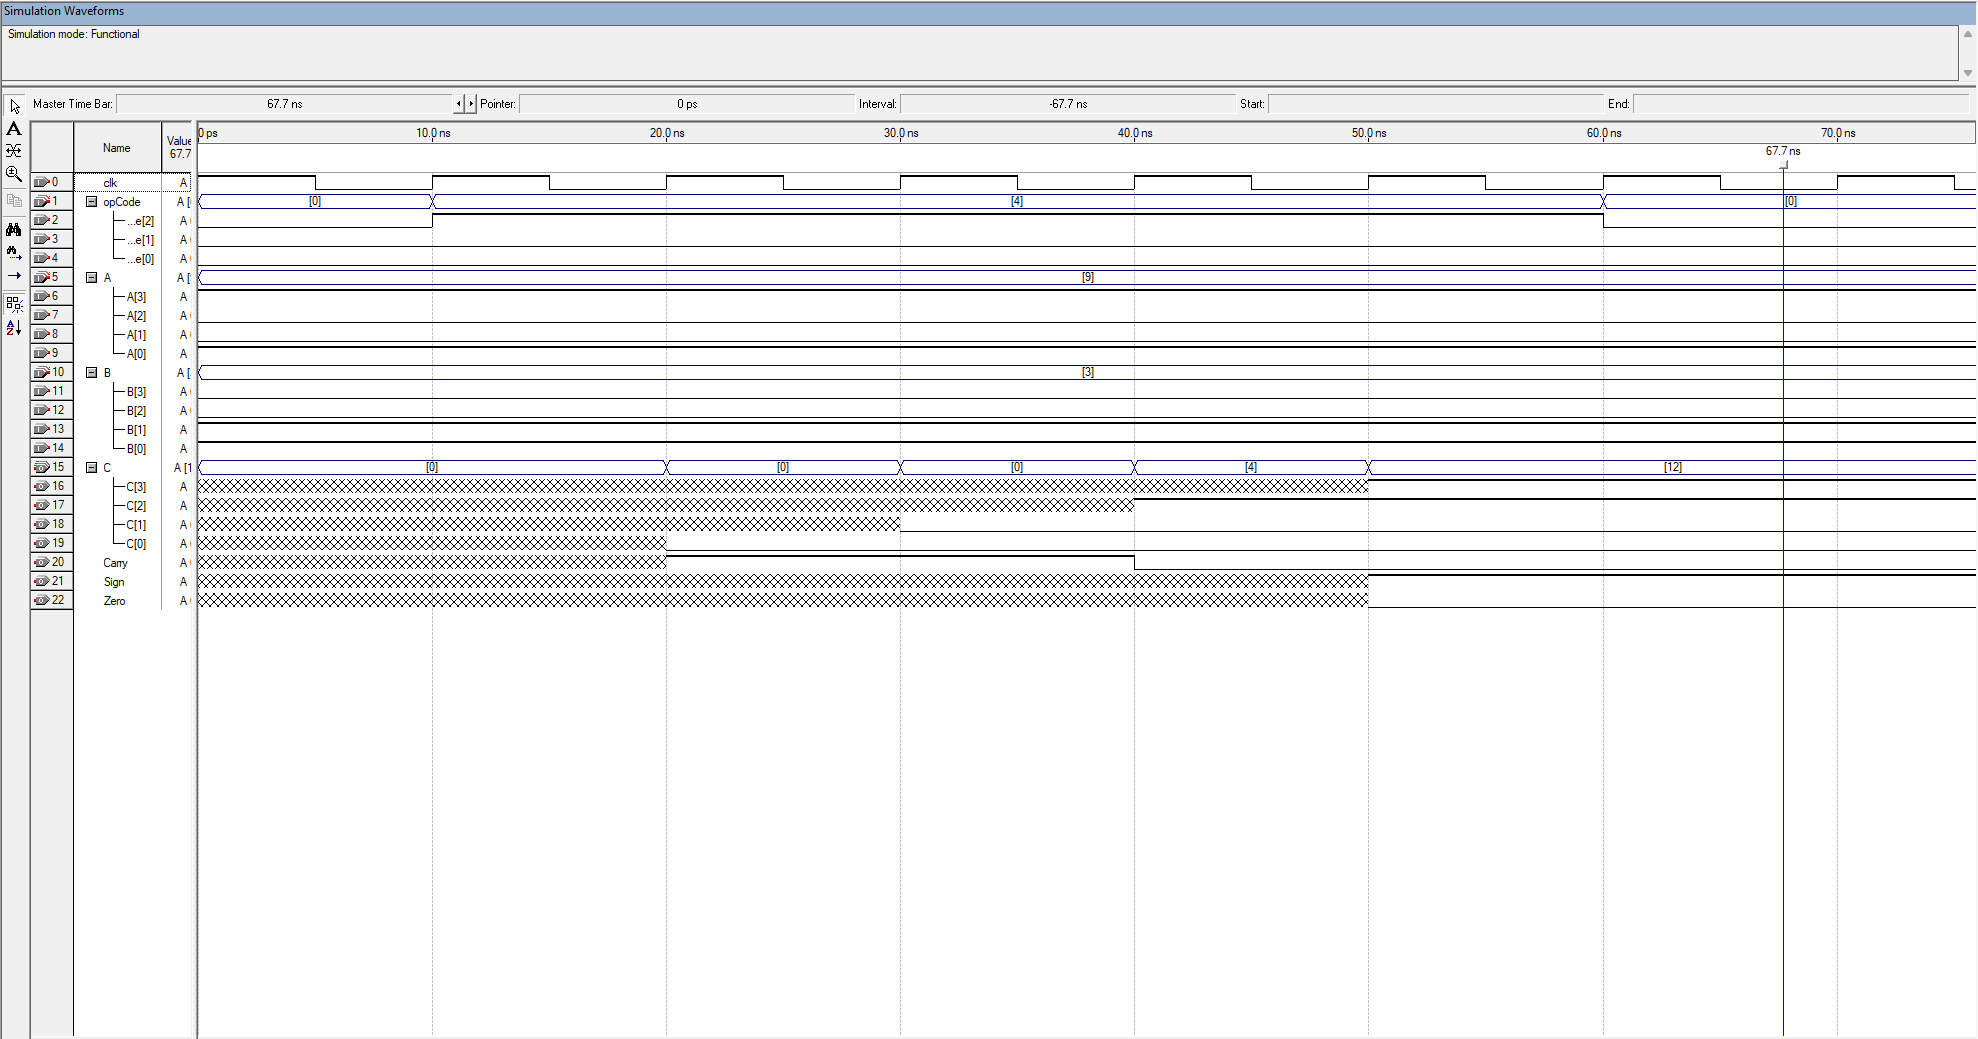 Simulation Waveforms
Simulation mode: Functional
Master Time Bar: 67.7 ns Pointer: 0 ps Interval: -67.7 ns Start: End:
Name Value 67.7
0 ps 10.0 ns 20.0 ns 30.0 ns 40.0 ns 50.0 ns 60.0 ns 70.0 ns
67.7 ns
0 clk A
1 opCode A [ [0] [4] [0]
2 ...e[2] A
3 ...e[1] A
4 ...e[0] A
5 A A [ [9]
6 A[3] A
7 A[2] A
8 A[1] A
9 A[0] A
10 B A [ [3]
11 B[3] A
12 B[2] A
13 B[1] A
14 B[0] A
15 C A [1 [0] [0] [0] [4] [12]
16 C[3] A
17 C[2] A
18 C[1] A
19 C[0] A
20 Carry A
21 Sign A
22 Zero A